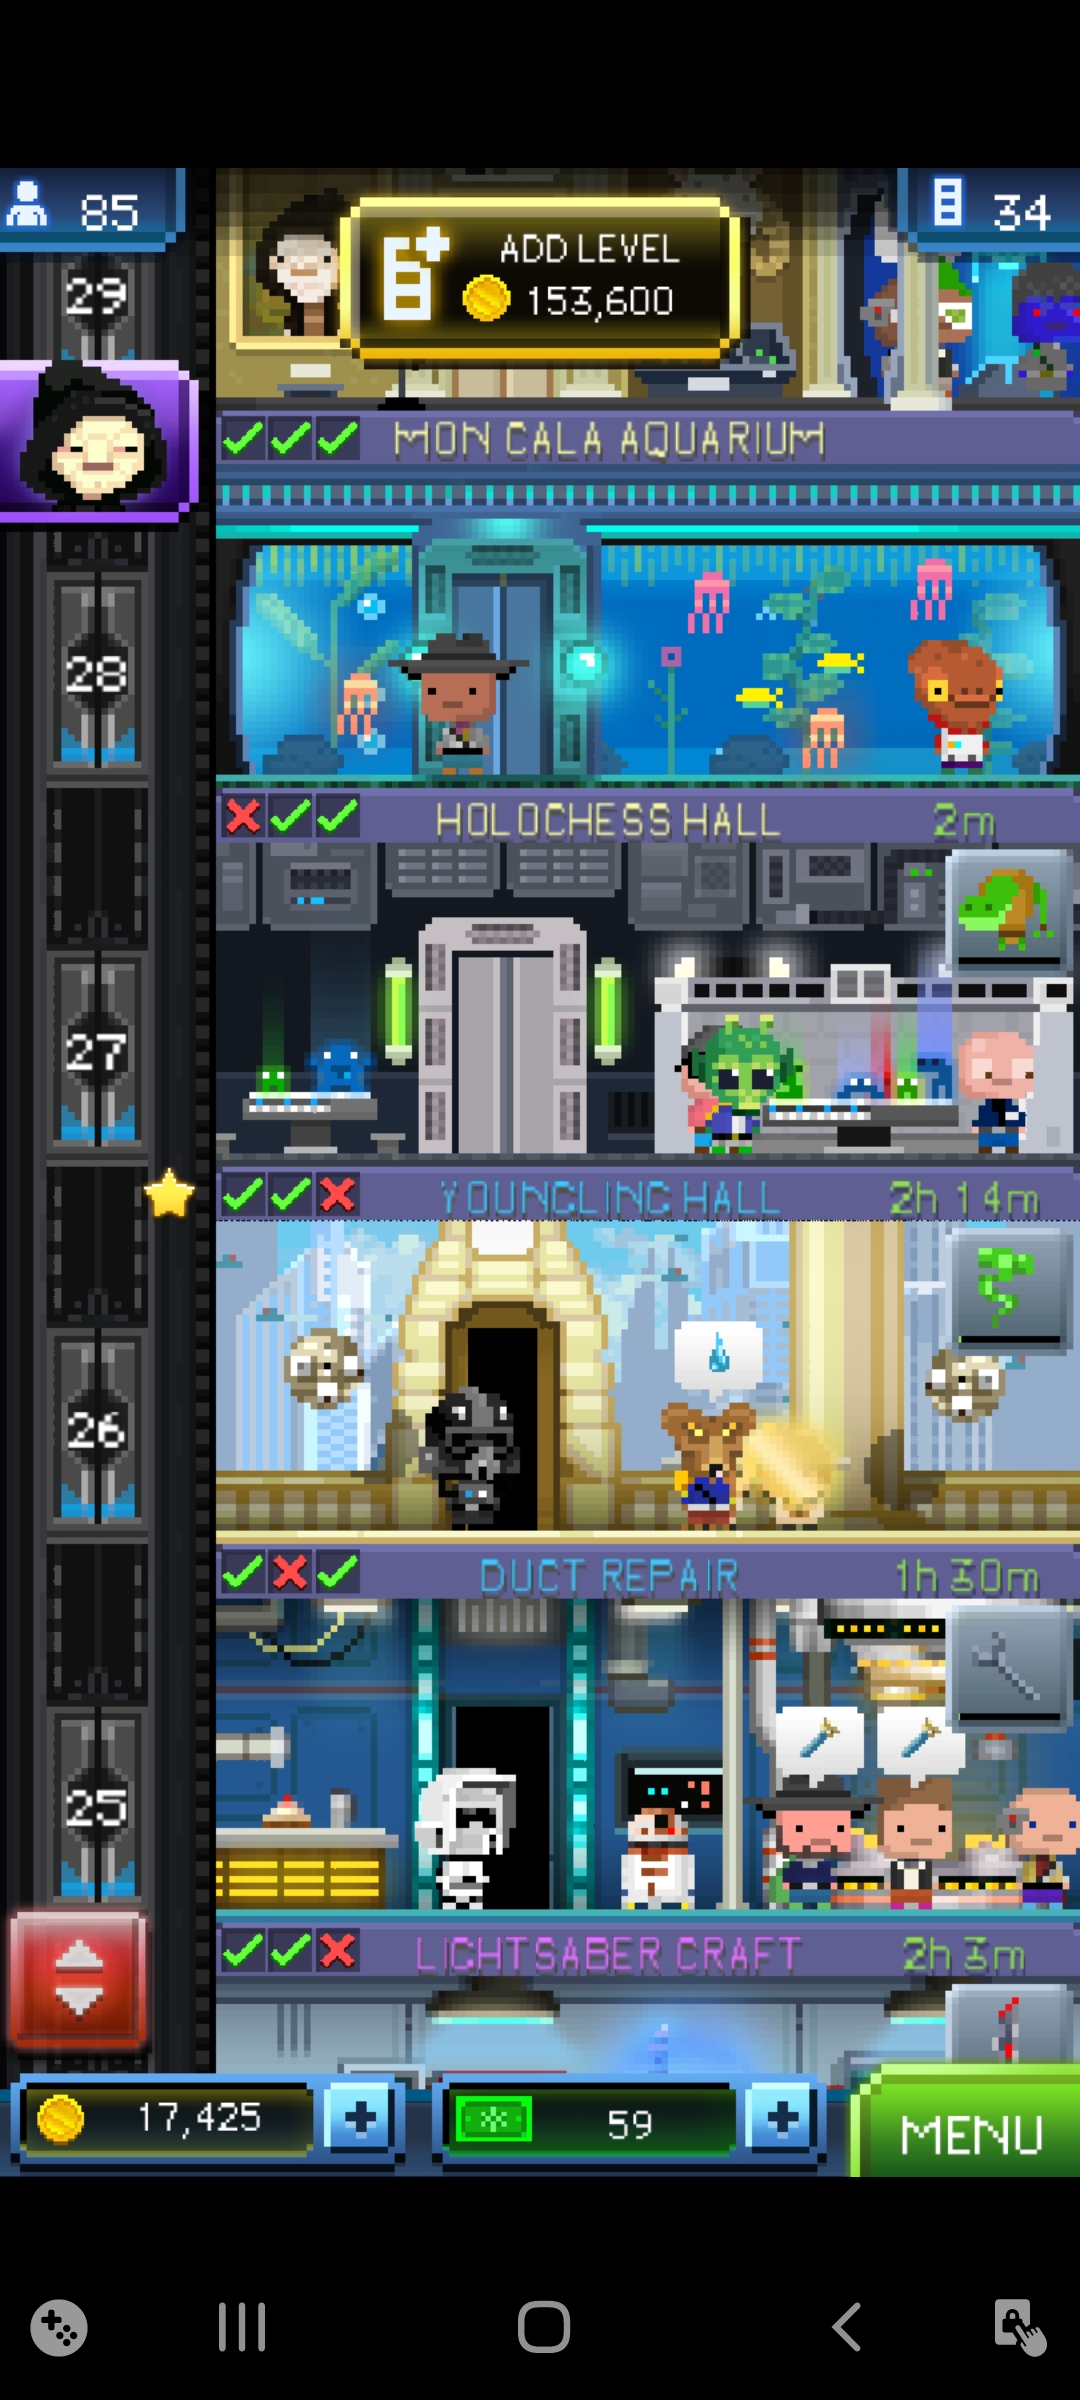 85
ADD LEVEL
153,600
34
29
MON CALA AQUARIUM
28
HOLOCHESS HALL 2m
27
YOUNGLING HALL 2h 14m
26
DUCT REPAIR 1h 30m
25
LIGHTSABER CRAFT 2h 3m
17,425
59
MENU